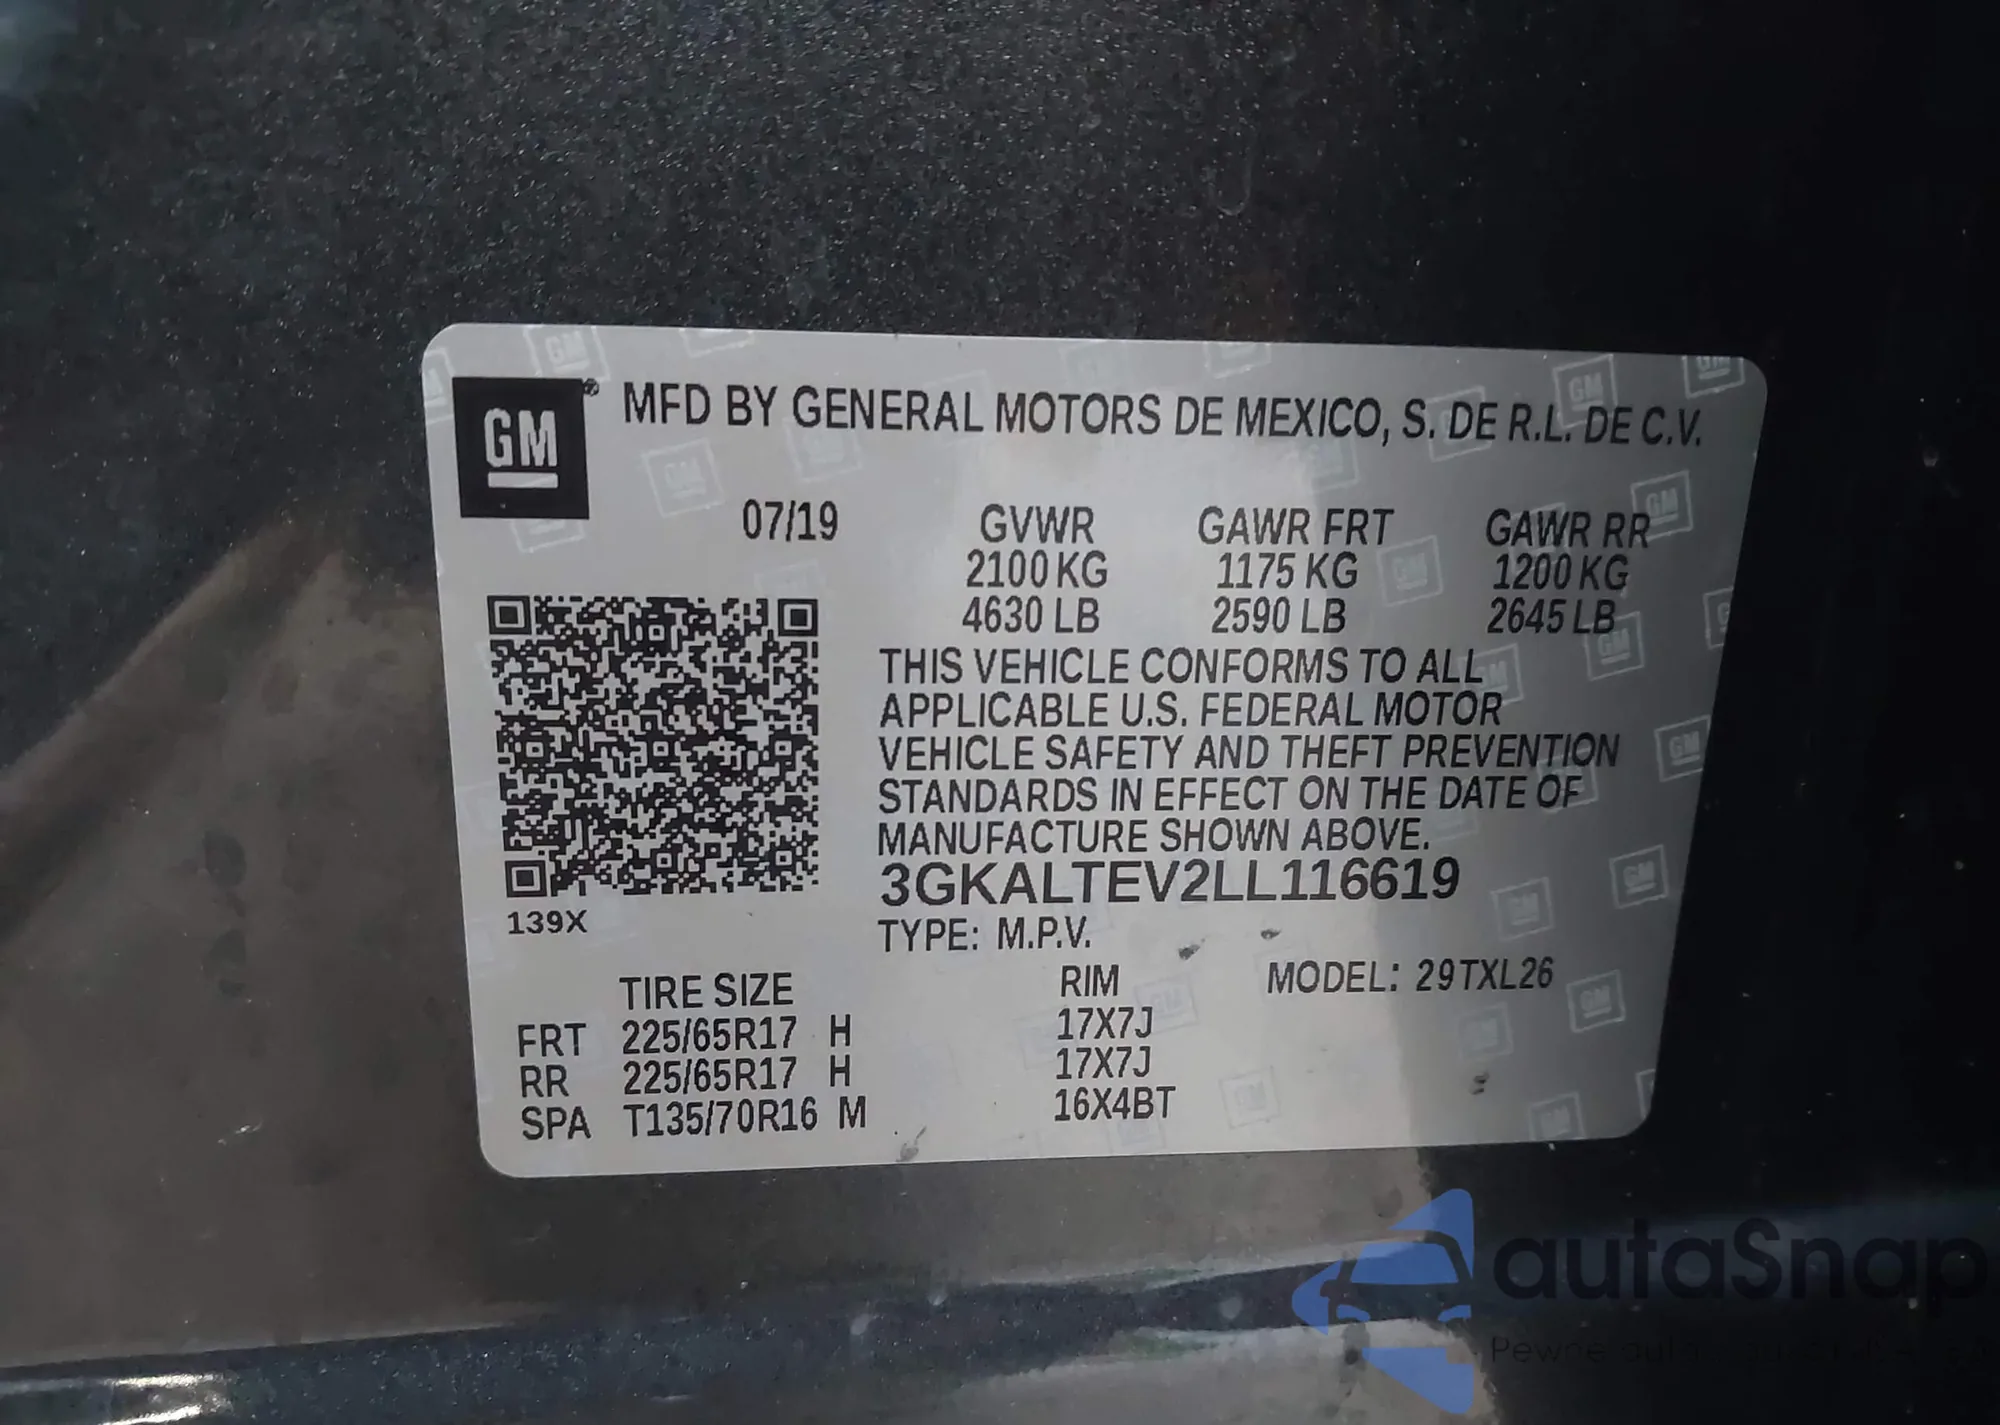 GM ® MFD BY GENERAL MOTORS DE MEXICO, S. DE R.L. DE C.V.
07/19 GVWR GAWR FRT GAWR RR
2100 KG 1175 KG 1200 KG
4630 LB 2590 LB 2645 LB
THIS VEHICLE CONFORMS TO ALL
APPLICABLE U.S. FEDERAL MOTOR
VEHICLE SAFETY AND THEFT PREVENTION
STANDARDS IN EFFECT ON THE DATE OF
MANUFACTURE SHOWN ABOVE.
3GKALTEV2LL116619
139X
TYPE: M.P.V.
TIRE SIZE RIM MODEL: 29TXL26
FRT 225/65R17 H 17X7J
RR 225/65R17 H 17X7J
SPA T135/70R16 M 16X4BT
autaSnap
Pewne auta